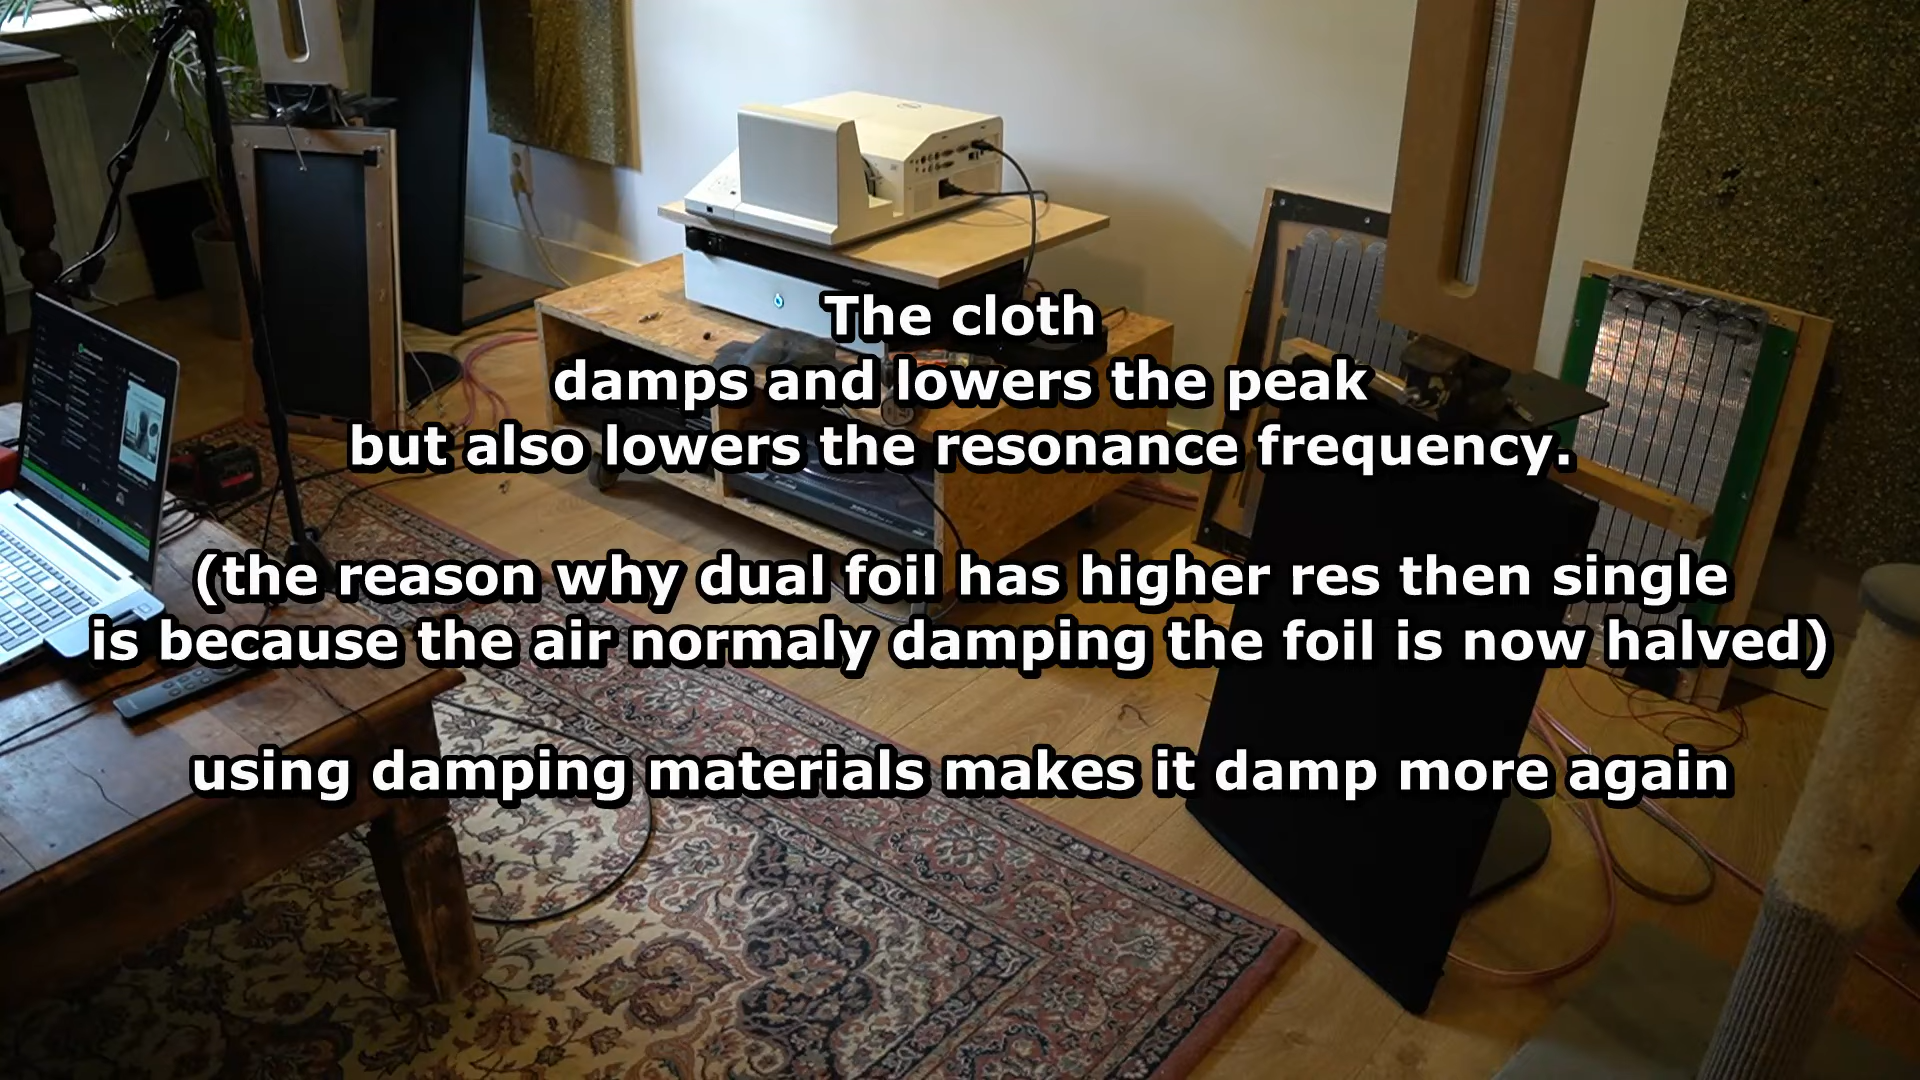 The cloth
damps and lowers the peak
but also lowers the resonance frequency.
(the reason why dual foil has higher res then single
is because the air normaly damping the foil is now halved)
using damping materials makes it damp more again